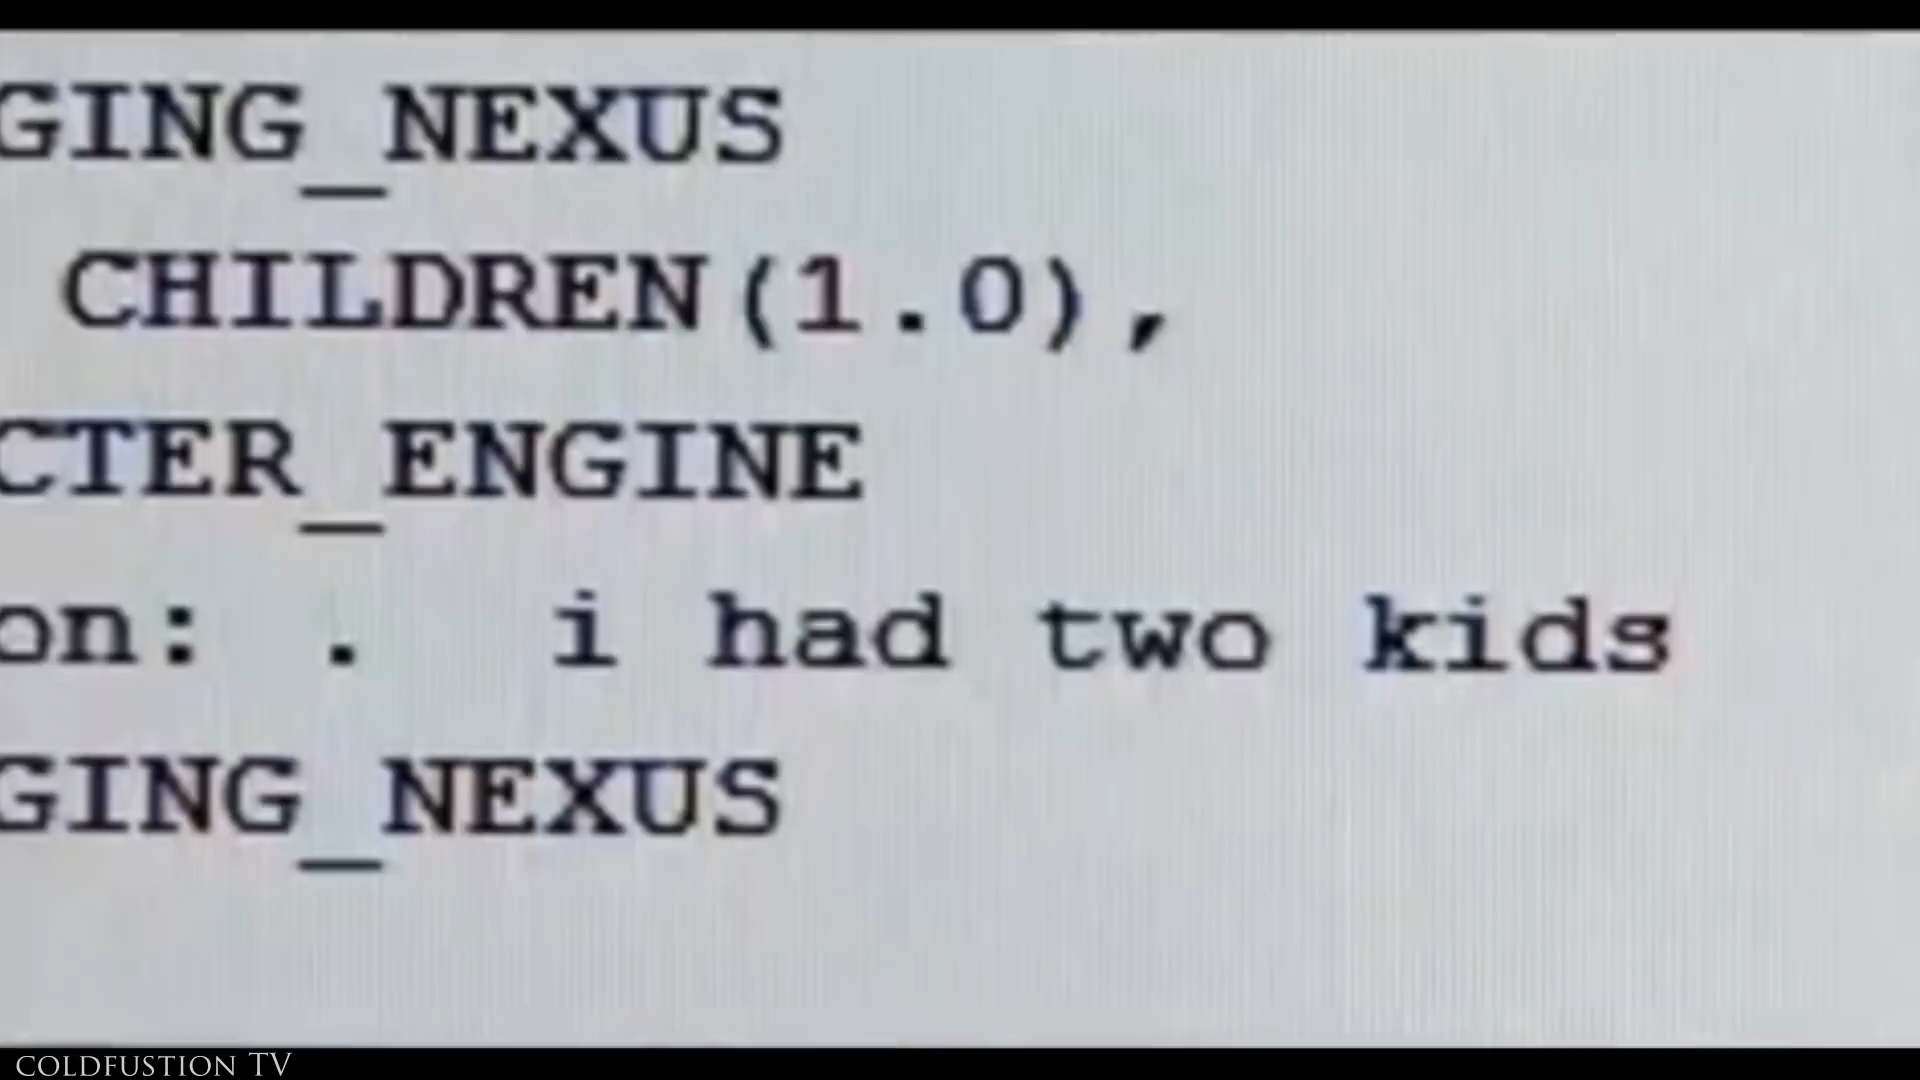 GING_NEXUS
CHILDREN(1.0),
CTER_ENGINE
on: .  i had two kids
GING_NEXUS
COLDFUSTION TV